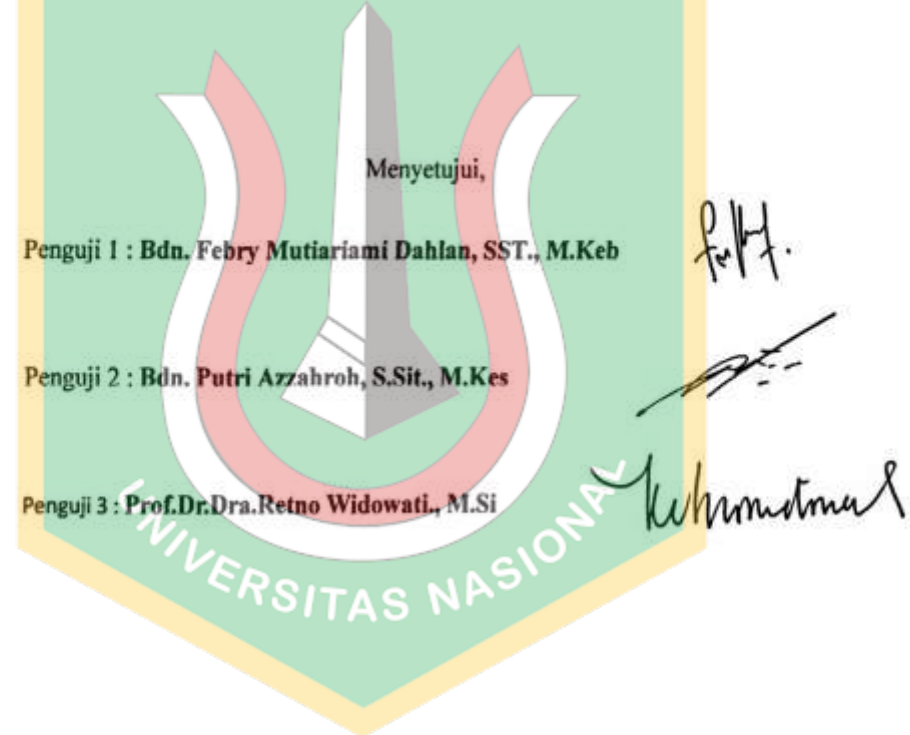 Menyetujui,
Penguji 1 : Bdn. Febry Mutiariami Dahlan, SST., M.Keb
Penguji 2 : Bdn. Putri Azzahroh, S.Sit., M.Kes
Penguji 3 : Prof.Dr.Dra.Retno Widowati., M.Si
UNIVERSITAS NASIONAL